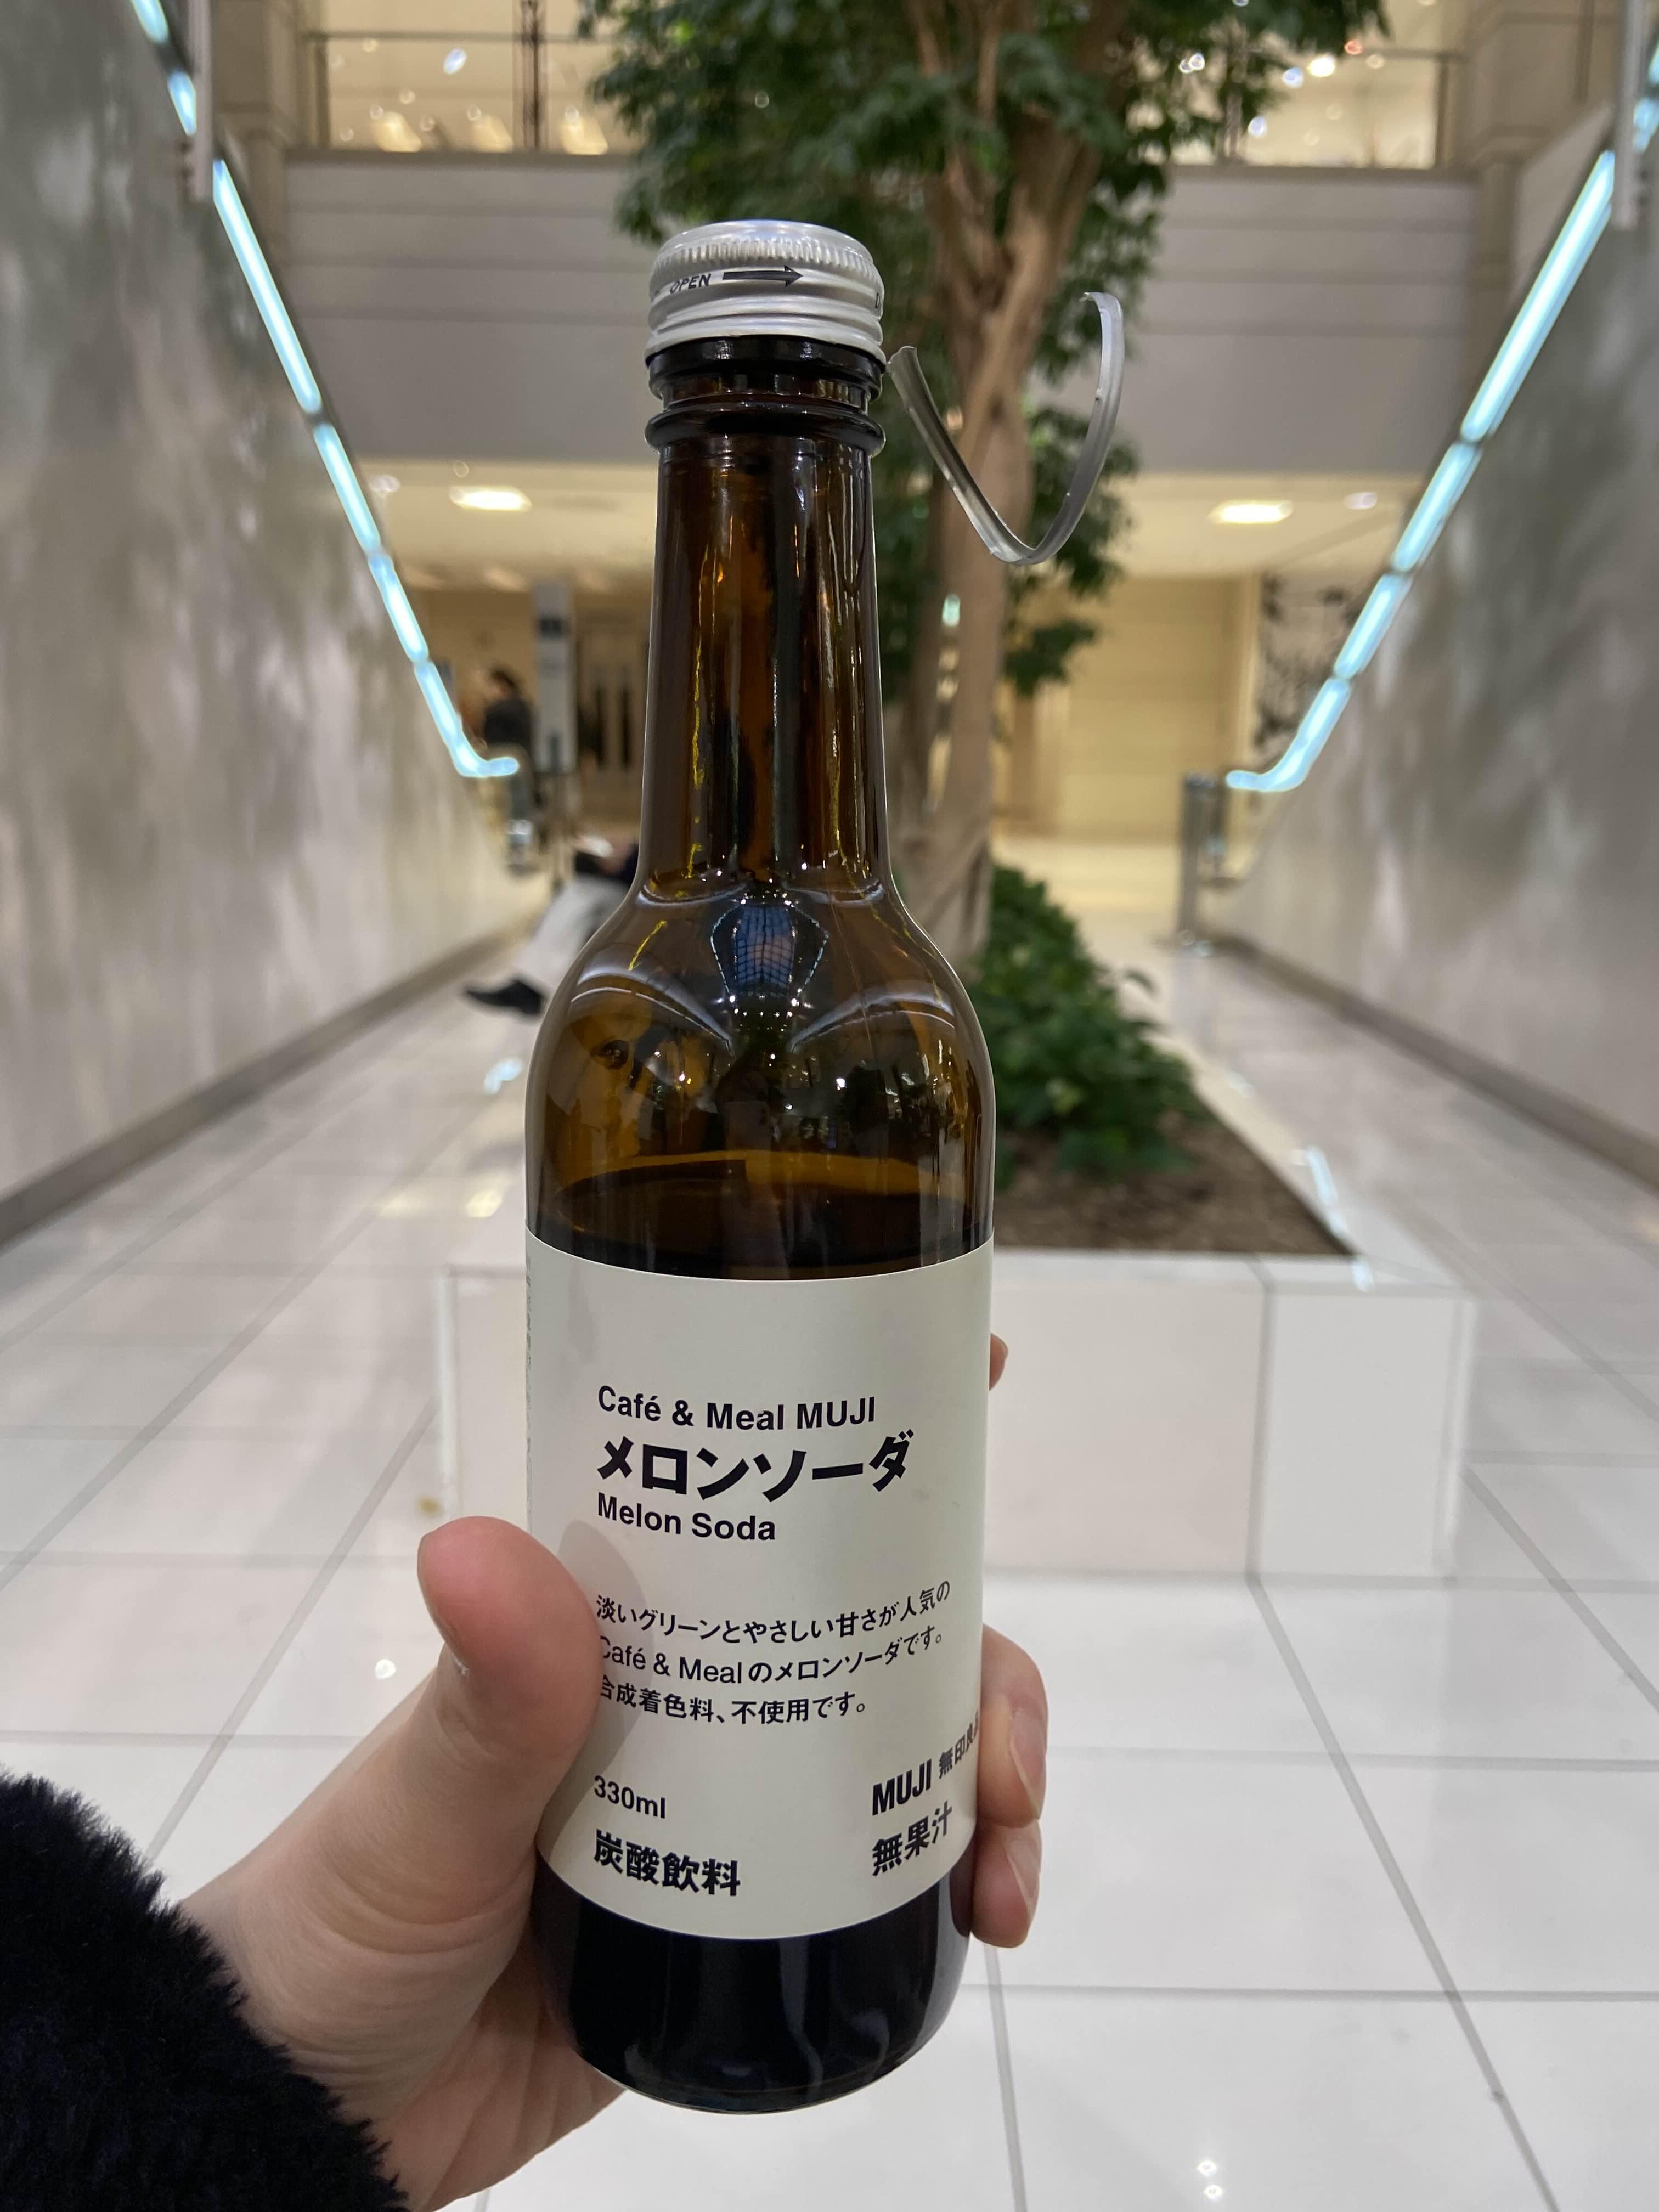 OPEN
Café & Meal MUJI
メロンソーダ
Melon Soda
淡いグリーンとやさしい甘さが人気の
Café & Mealのメロンソーダです。
合成着色料、不使用です。
330ml
炭酸飲料
MUJI 無印良品
無果汁